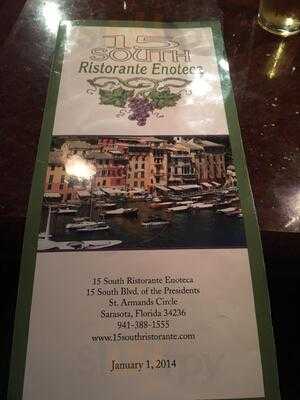 15
SOUTH
Ristorante Enoteca
15 South Ristorante Enoteca
15 South Blvd. of the Presidents
St. Armands Circle
Sarasota, Florida 34236
941-388-1555
www.15southristorante.com
January 1, 2014